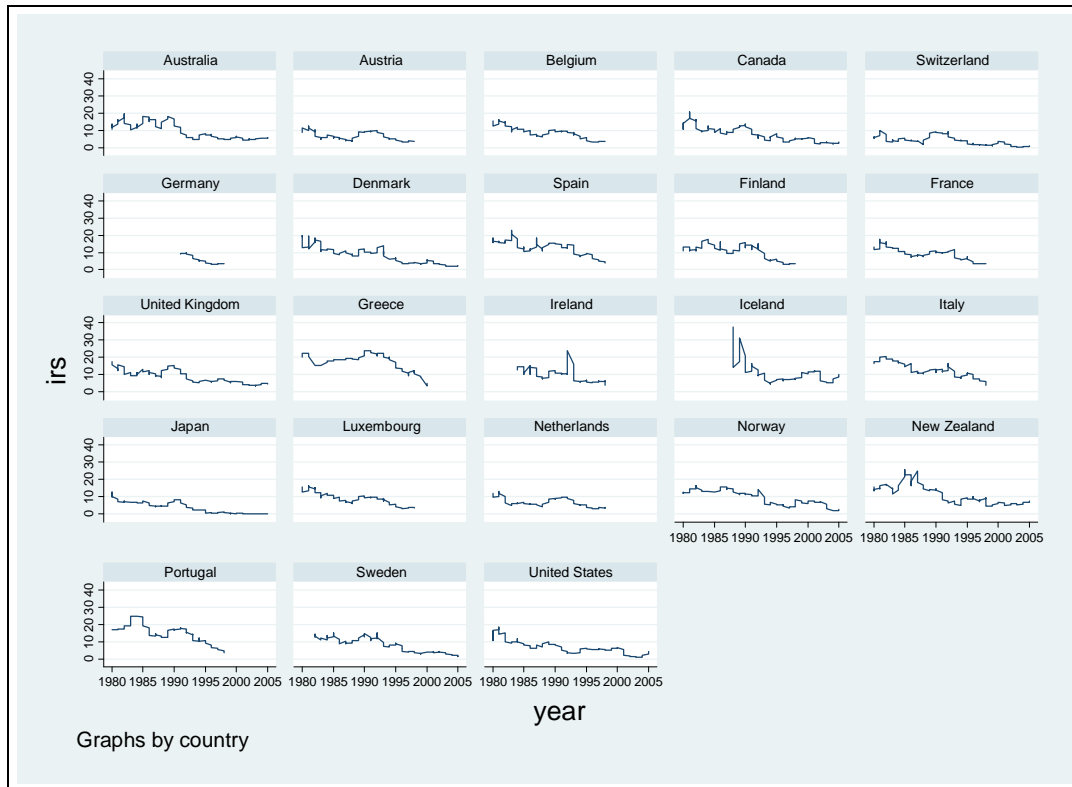 Australia Austria Belgium Canada Switzerland
0 10 20 30 40
Germany Denmark Spain Finland France
0 10 20 30 40
United Kingdom Greece Ireland Iceland Italy
0 10 20 30 40
irs
Japan Luxembourg Netherlands Norway New Zealand
0 10 20 30 40
1980 1985 1990 1995 2000 2005 1980 1985 1990 1995 2000 2005
Portugal Sweden United States
0 10 20 30 40
1980 1985 1990 1995 2000 2005 1980 1985 1990 1995 2000 2005 1980 1985 1990 1995 2000 2005
year
Graphs by country